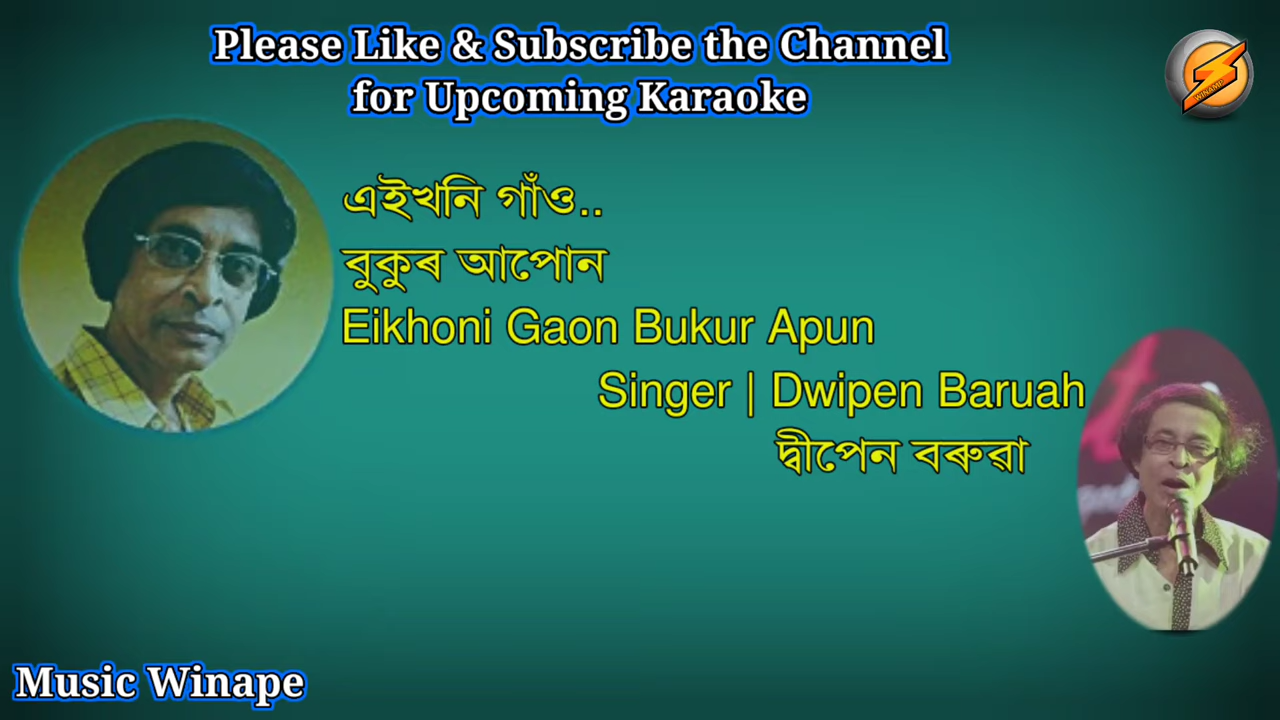 Please Like & Subscribe the Channel
for Upcoming Karaoke
WINAMP
এইখনি গাঁও..
বুকুৰ আপোন
Eikhoni Gaon Bukur Apun
Singer | Dwipen Baruah
দ্বীপেন বৰুৱা
Music Winape